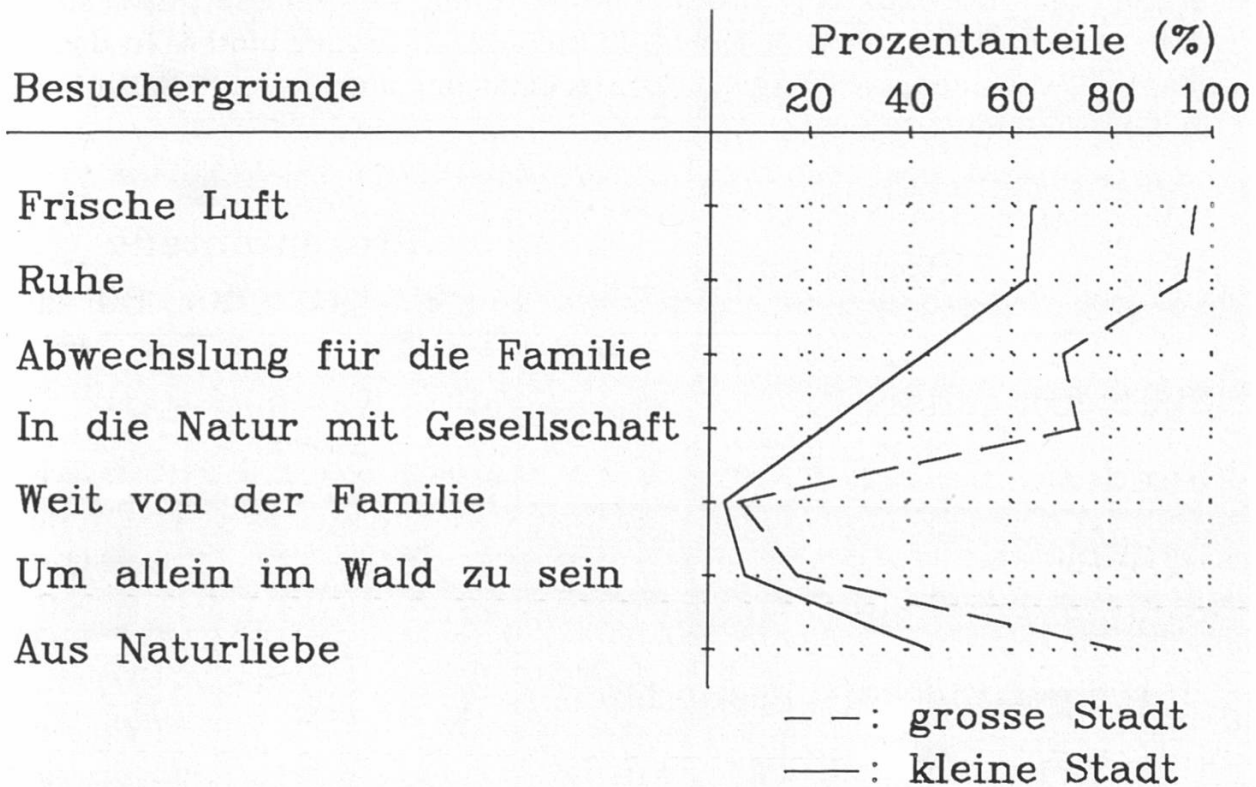 Prozentanteile (%)
Besuchergründe
20 40 60 80 100
Frische Luft
Ruhe
Abwechslung für die Familie
In die Natur mit Gesellschaft
Weit von der Familie
Um allein im Wald zu sein
Aus Naturliebe
– –: grosse Stadt
——: kleine Stadt